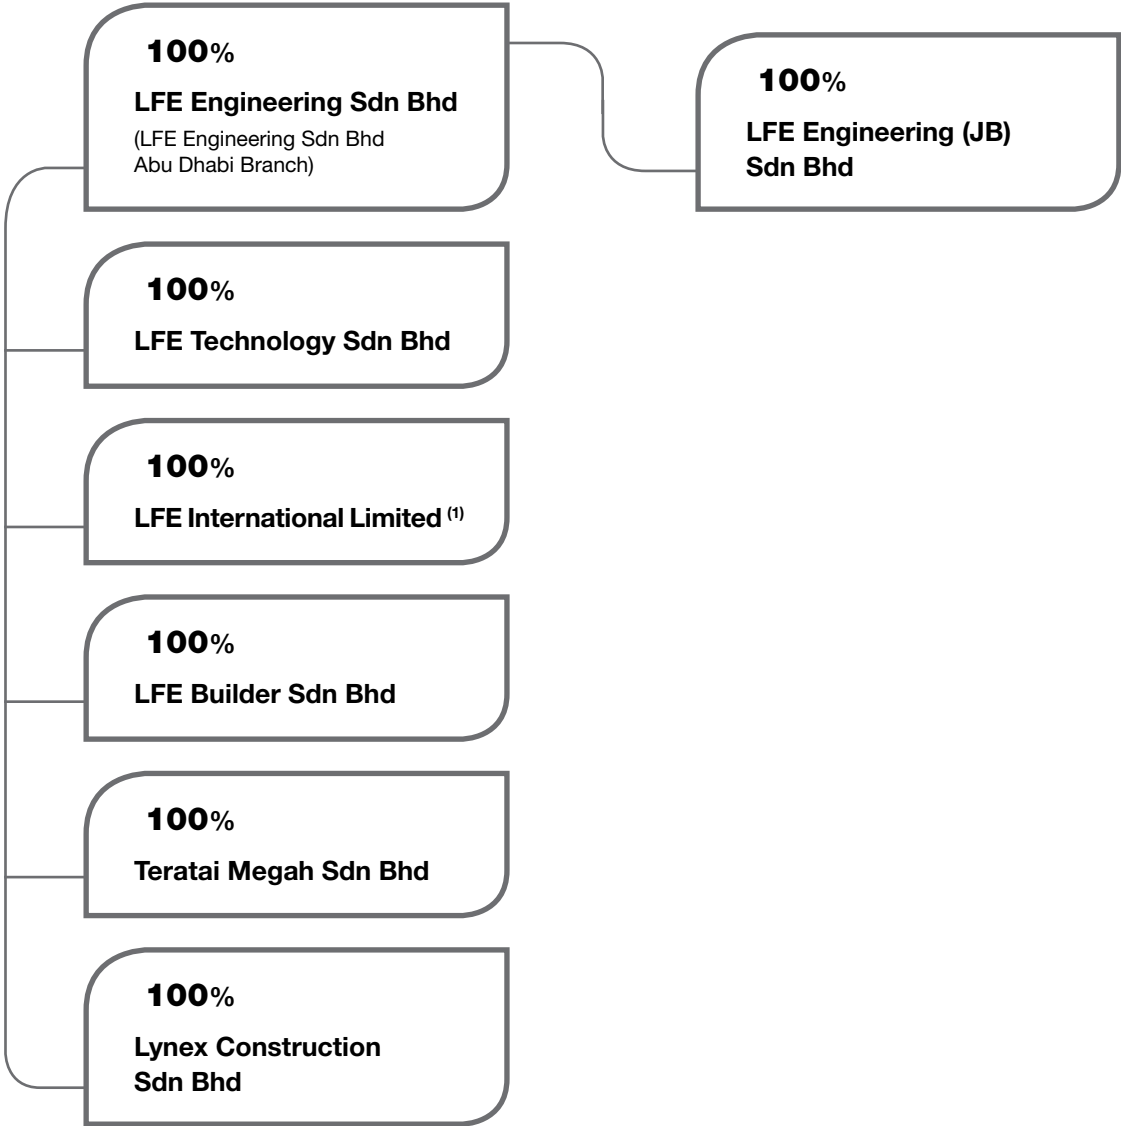 100%
LFE Engineering Sdn Bhd
(LFE Engineering Sdn Bhd
Abu Dhabi Branch)
100%
LFE Engineering (JB)
Sdn Bhd
100%
LFE Technology Sdn Bhd
100%
LFE International Limited (1)
100%
LFE Builder Sdn Bhd
100%
Teratai Megah Sdn Bhd
100%
Lynex Construction
Sdn Bhd